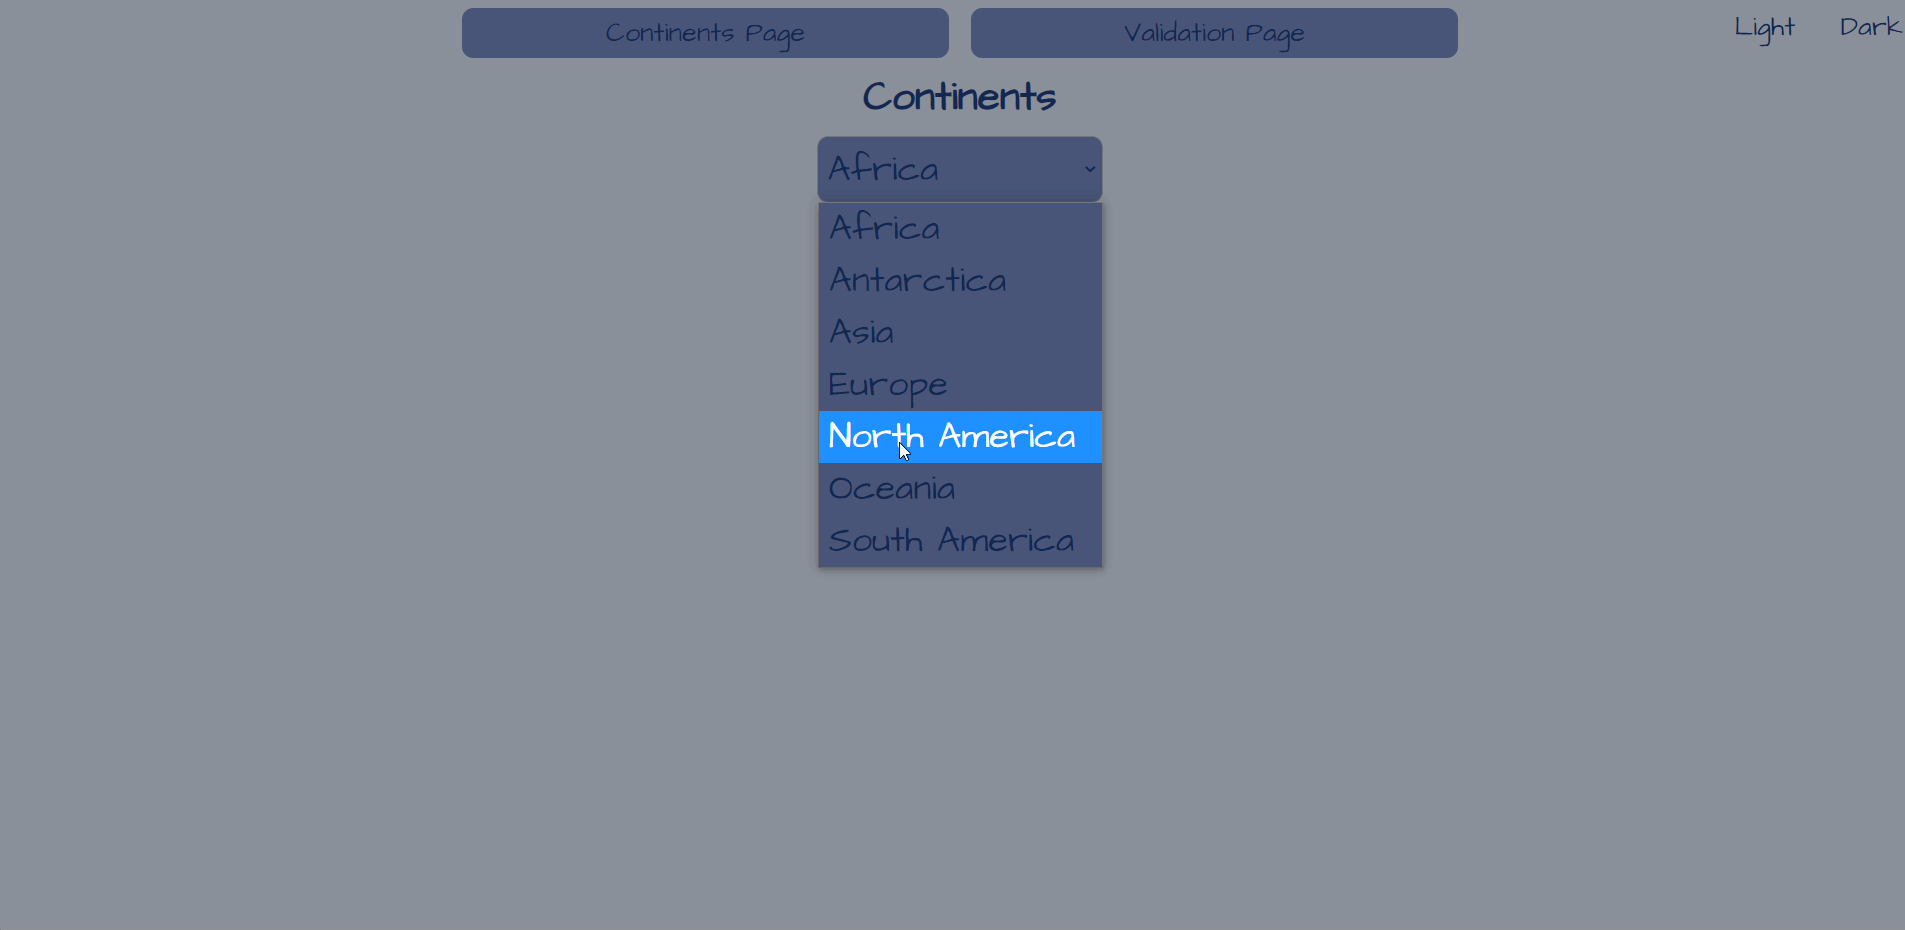 Continents Page
Validation Page
Light
Dark
Continents
Africa
Africa
Antarctica
Asia
Europe
North America
Oceania
South America